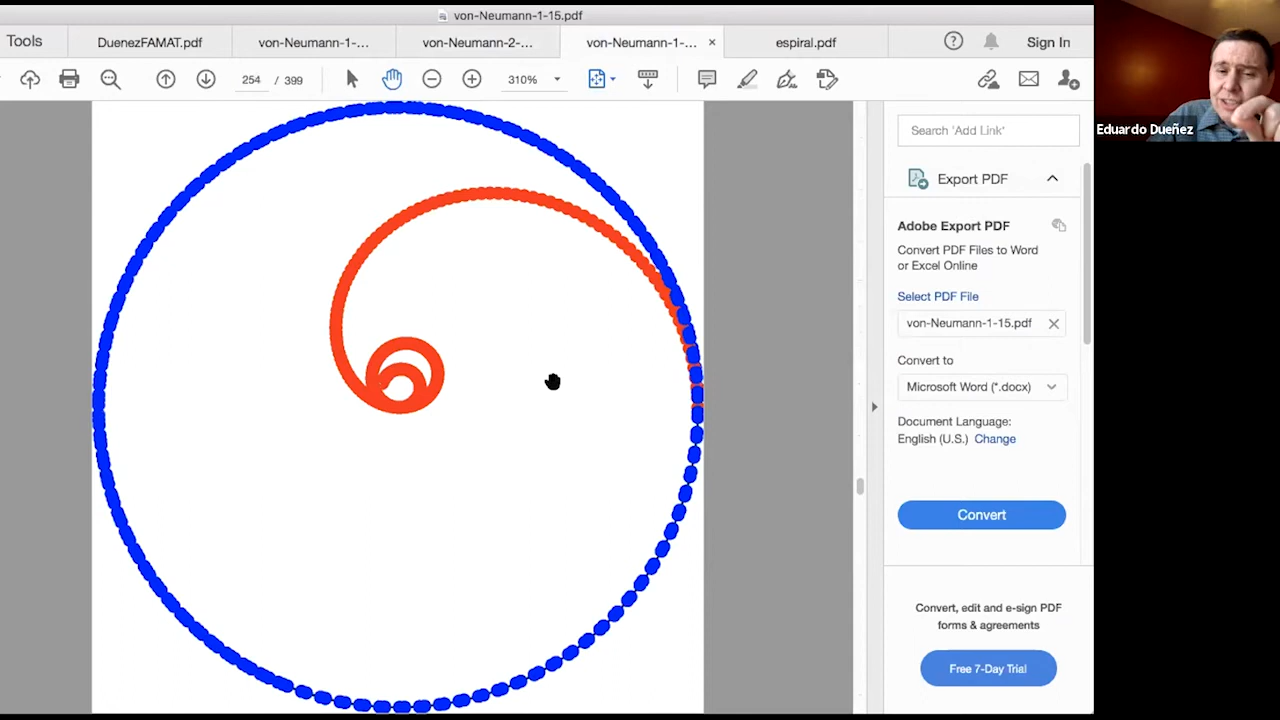 von-Neumann-1-15.pdf
Tools
DuenezFAMAT.pdf
von-Neumann-1-...
von-Neumann-2-...
von-Neumann-1-...
espiral.pdf
Sign In
254 / 399
310%
Eduardo Dueñez
Search 'Add Link'
Export PDF
Adobe Export PDF
Convert PDF Files to Word
or Excel Online
Select PDF File
von-Neumann-1-15.pdf
Convert to
Microsoft Word (*.docx)
Document Language:
English (U.S.) Change
Convert
Convert, edit and e-sign PDF
forms & agreements
Free 7-Day Trial